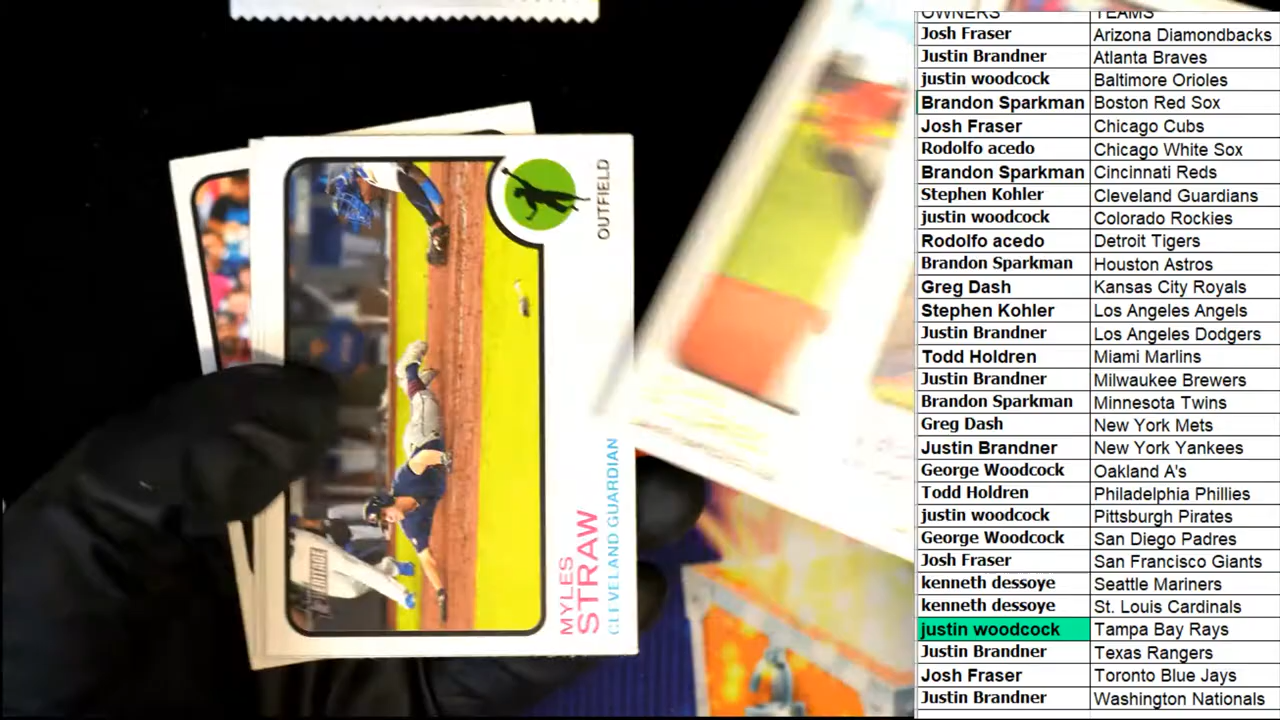 OWNERS TEAMS
Josh Fraser Arizona Diamondbacks
Justin Brandner Atlanta Braves
justin woodcock Baltimore Orioles
Brandon Sparkman Boston Red Sox
Josh Fraser Chicago Cubs
Rodolfo acedo Chicago White Sox
Brandon Sparkman Cincinnati Reds
Stephen Kohler Cleveland Guardians
justin woodcock Colorado Rockies
Rodolfo acedo Detroit Tigers
Brandon Sparkman Houston Astros
Greg Dash Kansas City Royals
Stephen Kohler Los Angeles Angels
Justin Brandner Los Angeles Dodgers
Todd Holdren Miami Marlins
Justin Brandner Milwaukee Brewers
Brandon Sparkman Minnesota Twins
Greg Dash New York Mets
Justin Brandner New York Yankees
George Woodcock Oakland A's
Todd Holdren Philadelphia Phillies
justin woodcock Pittsburgh Pirates
George Woodcock San Diego Padres
Josh Fraser San Francisco Giants
kenneth dessoye Seattle Mariners
kenneth dessoye St. Louis Cardinals
justin woodcock Tampa Bay Rays
Justin Brandner Texas Rangers
Josh Fraser Toronto Blue Jays
Justin Brandner Washington Nationals
OUTFIELD
MYLES
STRAW
CLEVELAND GUARDIAN
HERITAGE